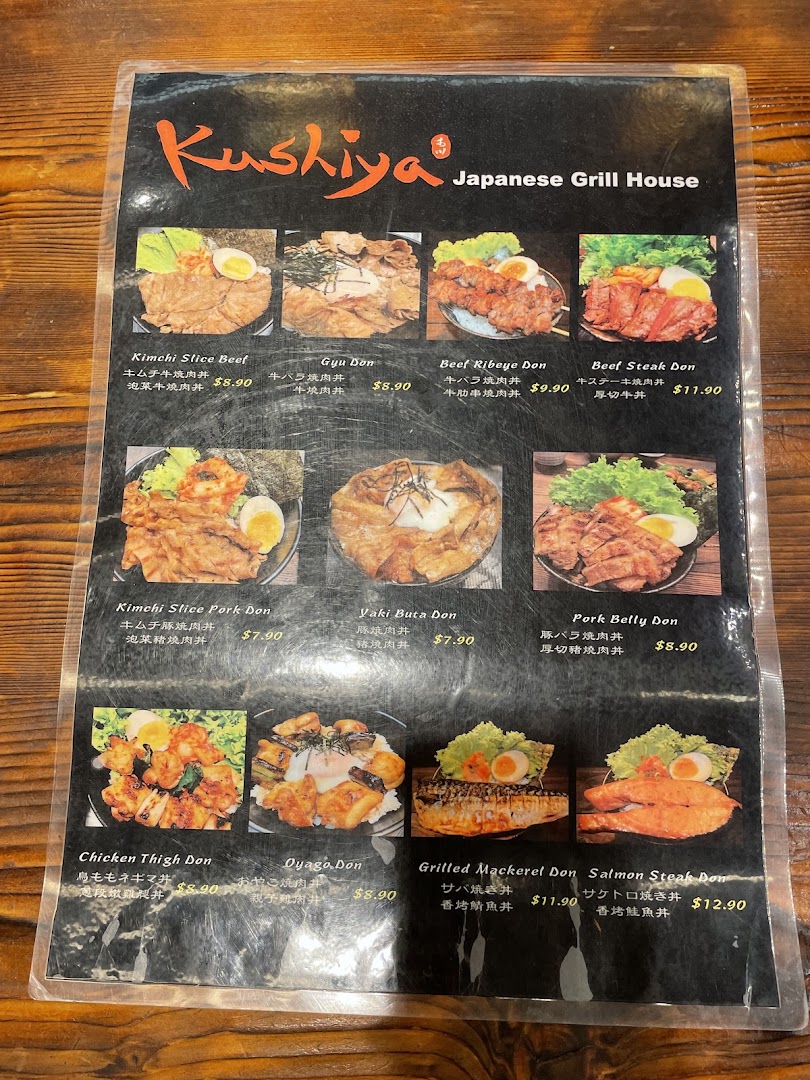 Kushiya
Japanese Grill House
Kimchi Slice Beef
キムチ牛焼肉丼
泡菜牛燒肉丼
$8.90
Gyu Don
牛バラ焼肉丼
牛燒肉丼
$8.90
Beef Ribeye Don
牛バラ焼肉丼
牛肋串燒肉丼
$9.90
Beef Steak Don
牛ステーキ焼肉丼
厚切牛丼
$11.90
Kimchi Slice Pork Don
キムチ豚焼肉丼
泡菜豬燒肉丼
$7.90
Yaki Buta Don
豚焼肉丼
豬燒肉丼
$7.90
Pork Belly Don
豚バラ焼肉丼
厚切豬燒肉丼
$8.90
Chicken Thigh Don
鳥ももネギマ丼
蔥段嫩雞腿丼
$8.90
Oyago Don
おやこ焼肉丼
親子雞肉丼
$8.90
Grilled Mackerel Don
サバ焼き丼
香烤鯖魚丼
$11.90
Salmon Steak Don
サケトロ焼き丼
香烤鮭魚丼
$12.90